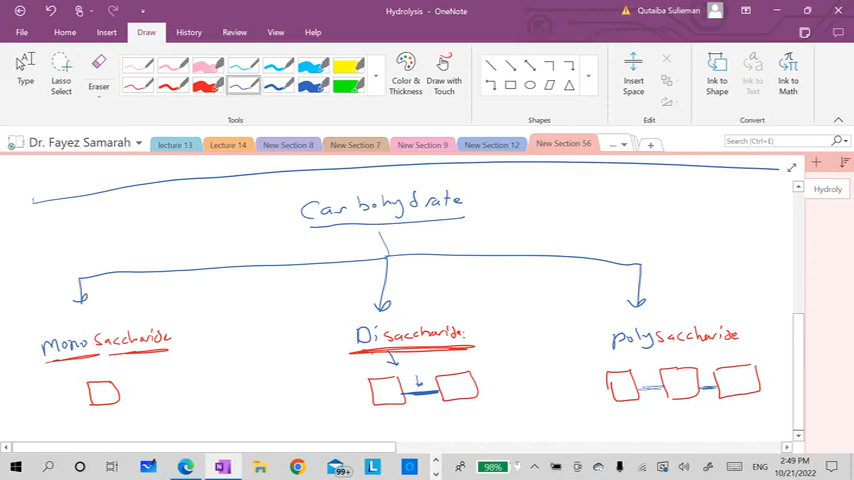 Hydrolysis - OneNote
Qutaiba Sulieman
File Home Insert Draw History Review View Help
Type
Lasso Select
Eraser
Color & Thickness
Draw with Touch
Insert Space
Ink to Shape
Ink to Text
Ink to Math
Tools
Shapes
Edit
Convert
Dr. Fayez Samarah
lecture 13
Lecture 14
New Section 8
New Section 7
New Section 9
New Section 12
New Section 56
Search (Ctrl+E)
Hydroly
Carbohydrate
Mono saccharide
Di saccharide:
polysaccharide
99+
98%
ENG
2:49 PM
10/21/2022